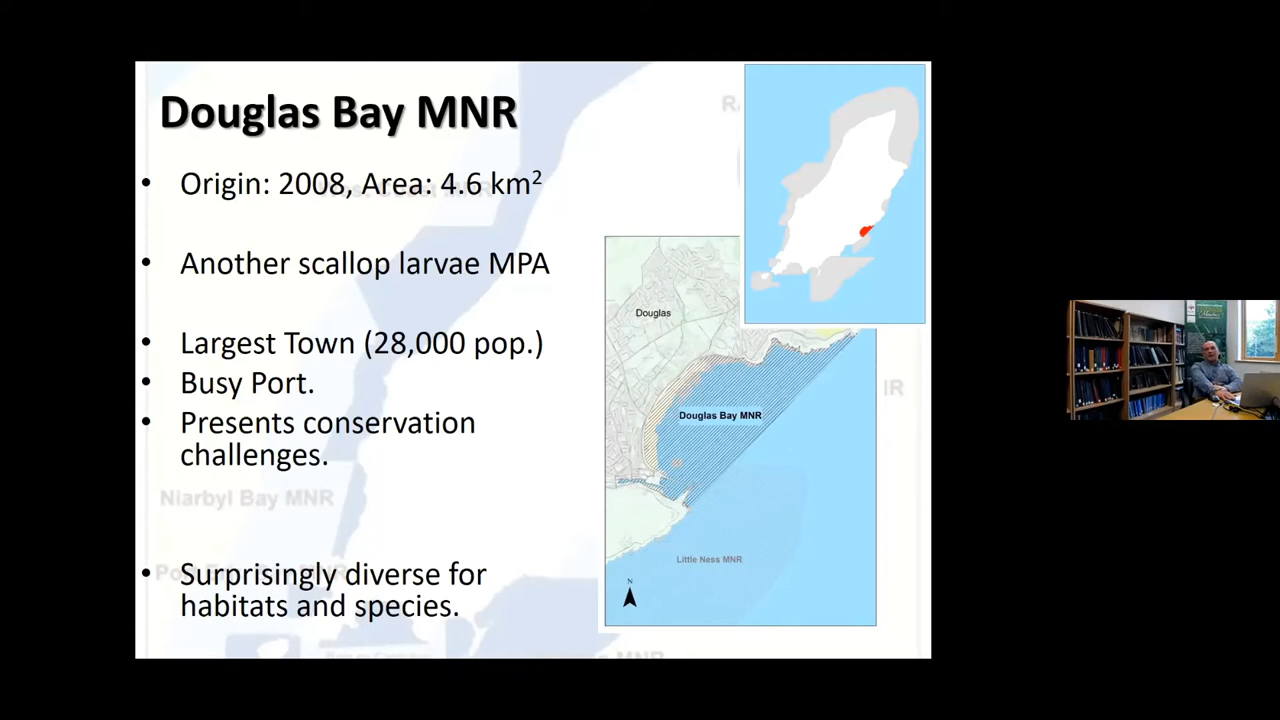 Douglas Bay MNR
• Origin: 2008, Area: 4.6 km²
• Another scallop larvae MPA
• Largest Town (28,000 pop.)
• Busy Port.
• Presents conservation
challenges.
Niarbyl Bay MNR
• Surprisingly diverse for
habitats and species.
Douglas
Douglas Bay MNR
Little Ness MNR
N